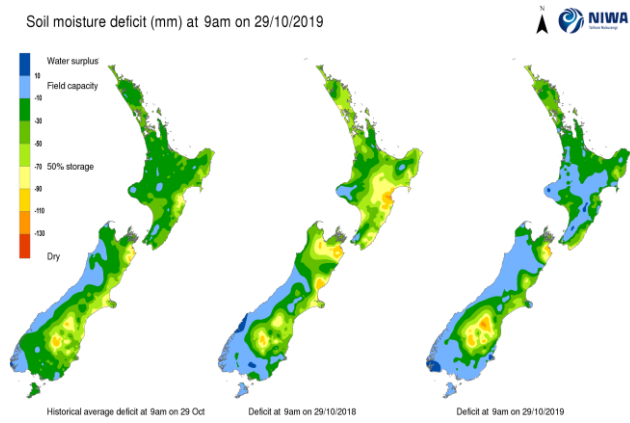 Soil moisture deficit (mm) at 9am on 29/10/2019
N
NIWA
Taihoro Nukurangi
Water surplus
10
Field capacity
-10
-30
-50
50% storage
-70
-90
-110
-130
Dry
Historical average deficit at 9am on 29 Oct
Deficit at 9am on 29/10/2018
Deficit at 9am on 29/10/2019